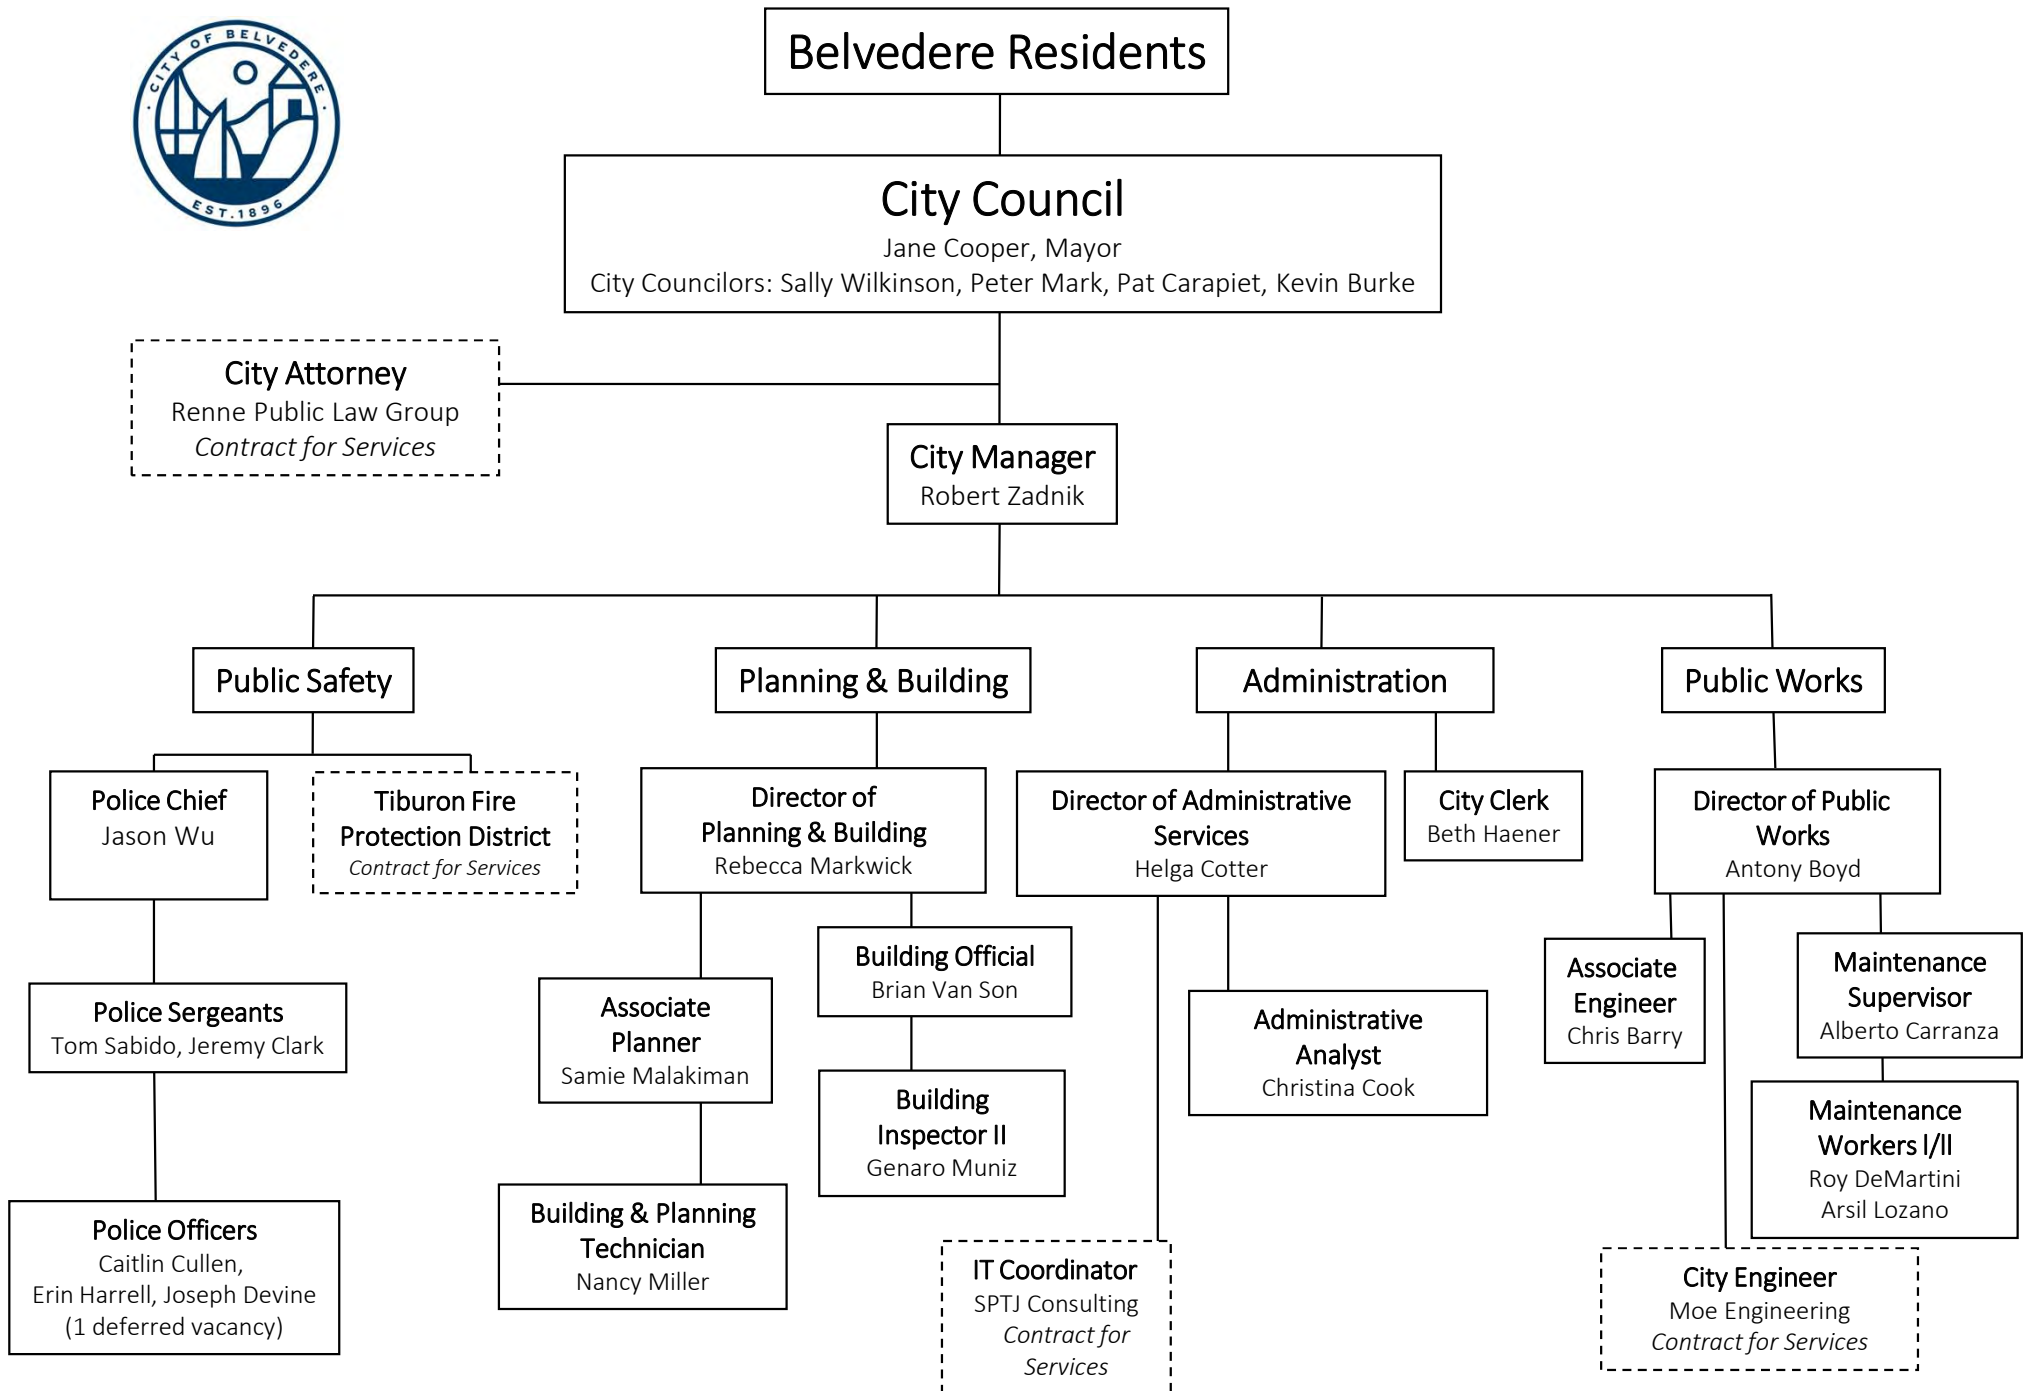 CITY OF BELVEDERE
EST. 1896
Belvedere Residents
City Council
Jane Cooper, Mayor
City Councilors: Sally Wilkinson, Peter Mark, Pat Carapiet, Kevin Burke
City Attorney
Renne Public Law Group
Contract for Services
City Manager
Robert Zadnik
Public Safety
Planning & Building
Administration
Public Works
Police Chief
Jason Wu
Tiburon Fire
Protection District
Contract for Services
Director of
Planning & Building
Rebecca Markwick
Director of Administrative
Services
Helga Cotter
City Clerk
Beth Haener
Director of Public
Works
Antony Boyd
Police Sergeants
Tom Sabido, Jeremy Clark
Associate
Planner
Samie Malakiman
Building Official
Brian Van Son
Administrative
Analyst
Christina Cook
Associate
Engineer
Chris Barry
Maintenance
Supervisor
Alberto Carranza
Building
Inspector II
Genaro Muniz
Maintenance
Workers I/II
Roy DeMartini
Arsil Lozano
Police Officers
Caitlin Cullen,
Erin Harrell, Joseph Devine
(1 deferred vacancy)
Building & Planning
Technician
Nancy Miller
IT Coordinator
SPTJ Consulting
Contract for
Services
City Engineer
Moe Engineering
Contract for Services